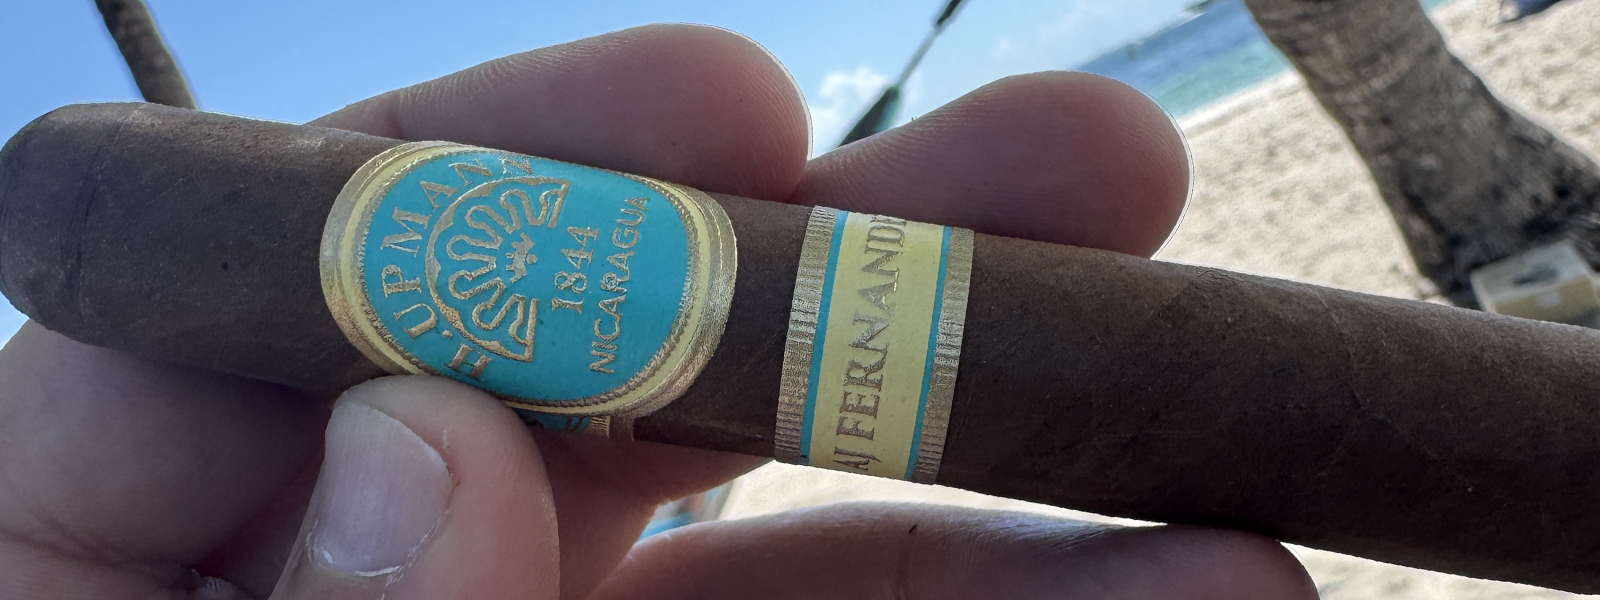 H. UPMANN
1844
NICARAGUA
AJ FERNANDE